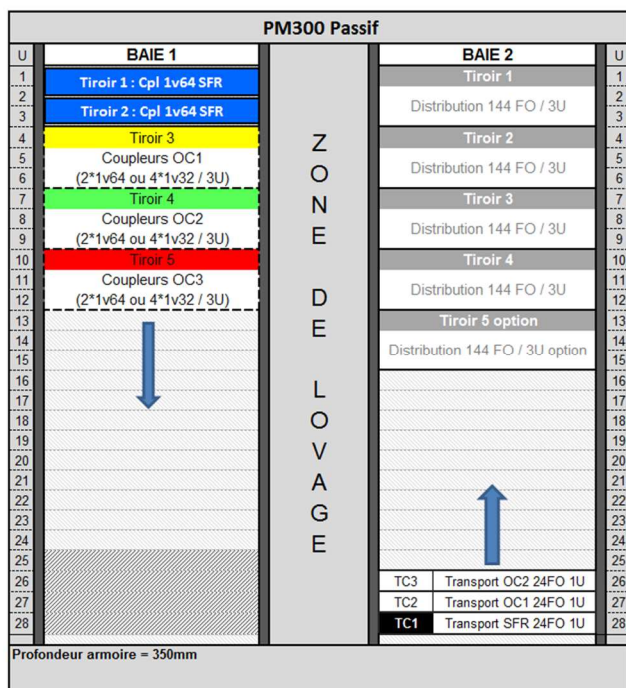 PM300 Passif
U BAIE 1 BAIE 2 U
1 Tiroir 1 : Cpl 1v64 SFR Tiroir 1 1
2 Distribution 144 FO / 3U 2
3 Tiroir 2 : Cpl 1v64 SFR 3
4 Tiroir 3 Tiroir 2 4
5 Coupleurs OC1 Distribution 144 FO / 3U 5
6 (2*1v64 ou 4*1v32 / 3U) 6
7 Tiroir 4 Tiroir 3 7
8 Coupleurs OC2 Distribution 144 FO / 3U 8
9 (2*1v64 ou 4*1v32 / 3U) 9
10 Tiroir 5 Tiroir 4 10
11 Coupleurs OC3 Distribution 144 FO / 3U 11
12 (2*1v64 ou 4*1v32 / 3U) 12
13 Tiroir 5 option 13
14 Distribution 144 FO / 3U option 14
15 15
16 16
17 17
18 18
19 19
20 20
21 21
22 22
23 23
24 24
25 25
26 TC3 Transport OC2 24FO 1U 26
27 TC2 Transport OC1 24FO 1U 27
28 TC1 Transport SFR 24FO 1U 28
ZONE DE LOVAGE
Profondeur armoire = 350mm